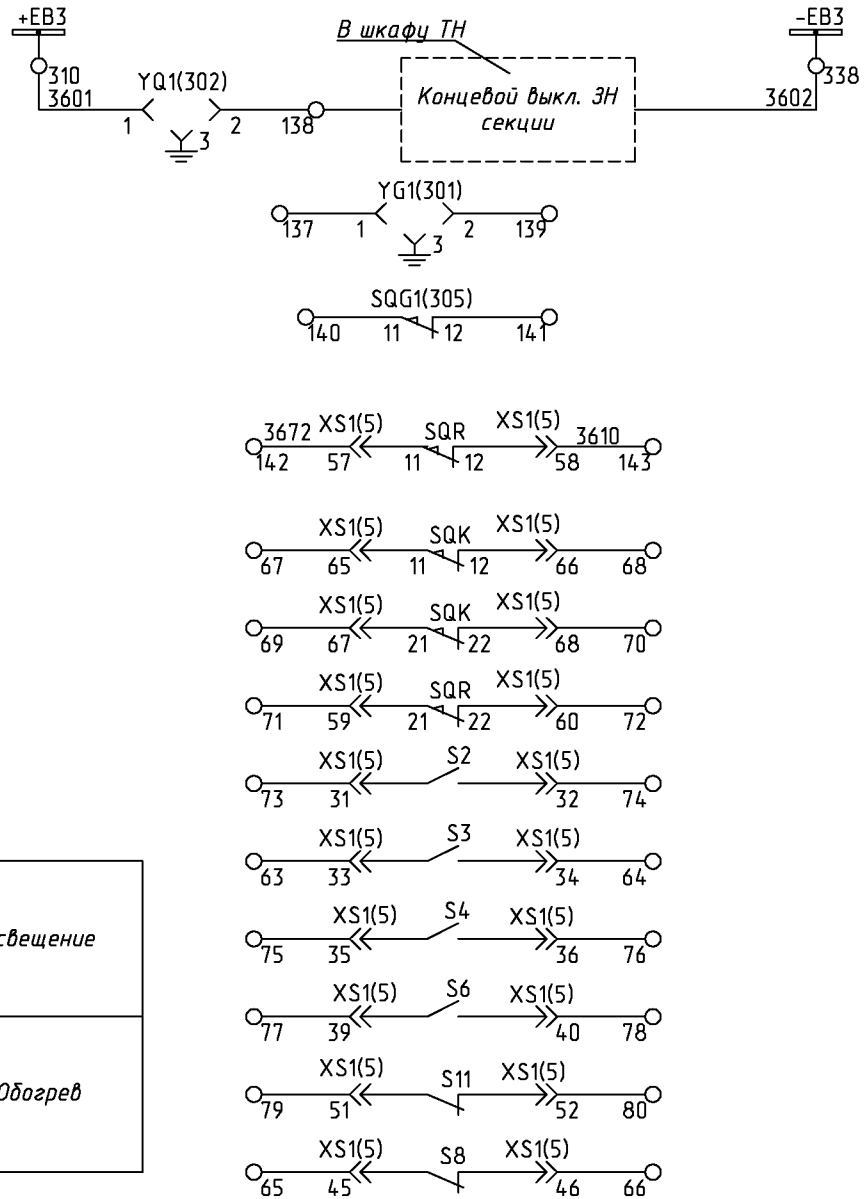 +ЕВ3
-ЕВ3
В шкафу ТН
310
338
3601
YQ1(302)
Концевой выкл. ЗН
секции
3602
1
2
3
138
YG1(301)
137
1
2
3
139
SQG1(305)
140
11
12
141
3672
XS1(5)
SQR
XS1(5)
3610
142
57
11
12
58
143
XS1(5)
SQK
XS1(5)
67
65
11
12
66
68
XS1(5)
SQK
XS1(5)
69
67
21
22
68
70
XS1(5)
SQR
XS1(5)
71
59
21
22
60
72
XS1(5)
S2
XS1(5)
73
31
32
74
XS1(5)
S3
XS1(5)
63
33
34
64
XS1(5)
S4
XS1(5)
75
35
36
76
свещение
XS1(5)
S6
XS1(5)
77
39
40
78
XS1(5)
S11
XS1(5)
79
51
52
80
Обогрев
XS1(5)
S8
XS1(5)
65
45
46
66